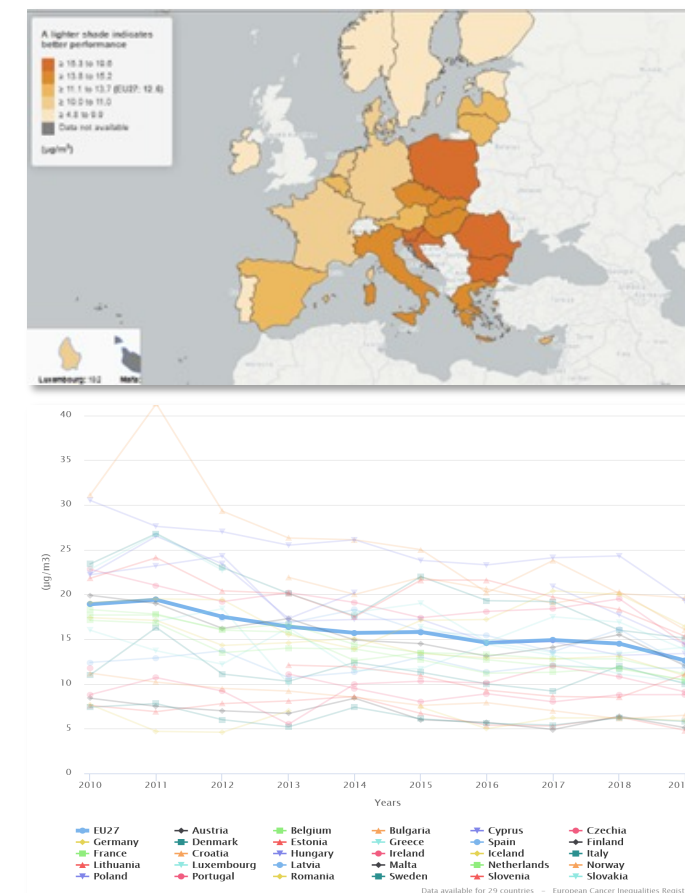 A lighter shade indicates
better performance
≥ 15.3 to 19.6
≥ 13.8 to 15.2
≥ 11.1 to 13.7 (EU27: 12.6)
≥ 10.0 to 11.0
≥ 4.8 to 9.9
Data not available
(µg/m³)
Luxembourg: 10.2 Malta:
40
35
30
25
20
15
10
5
0
(µg/m3)
2010 2011 2012 2013 2014 2015 2016 2017 2018 201
Years
EU27 Austria Belgium Bulgaria Cyprus Czechia
Germany Denmark Estonia Greece Spain Finland
France Croatia Hungary Ireland Iceland Italy
Lithuania Luxembourg Latvia Malta Netherlands Norway
Poland Portugal Romania Sweden Slovenia Slovakia
Data available for 29 countries – European Cancer Inequalities Regist